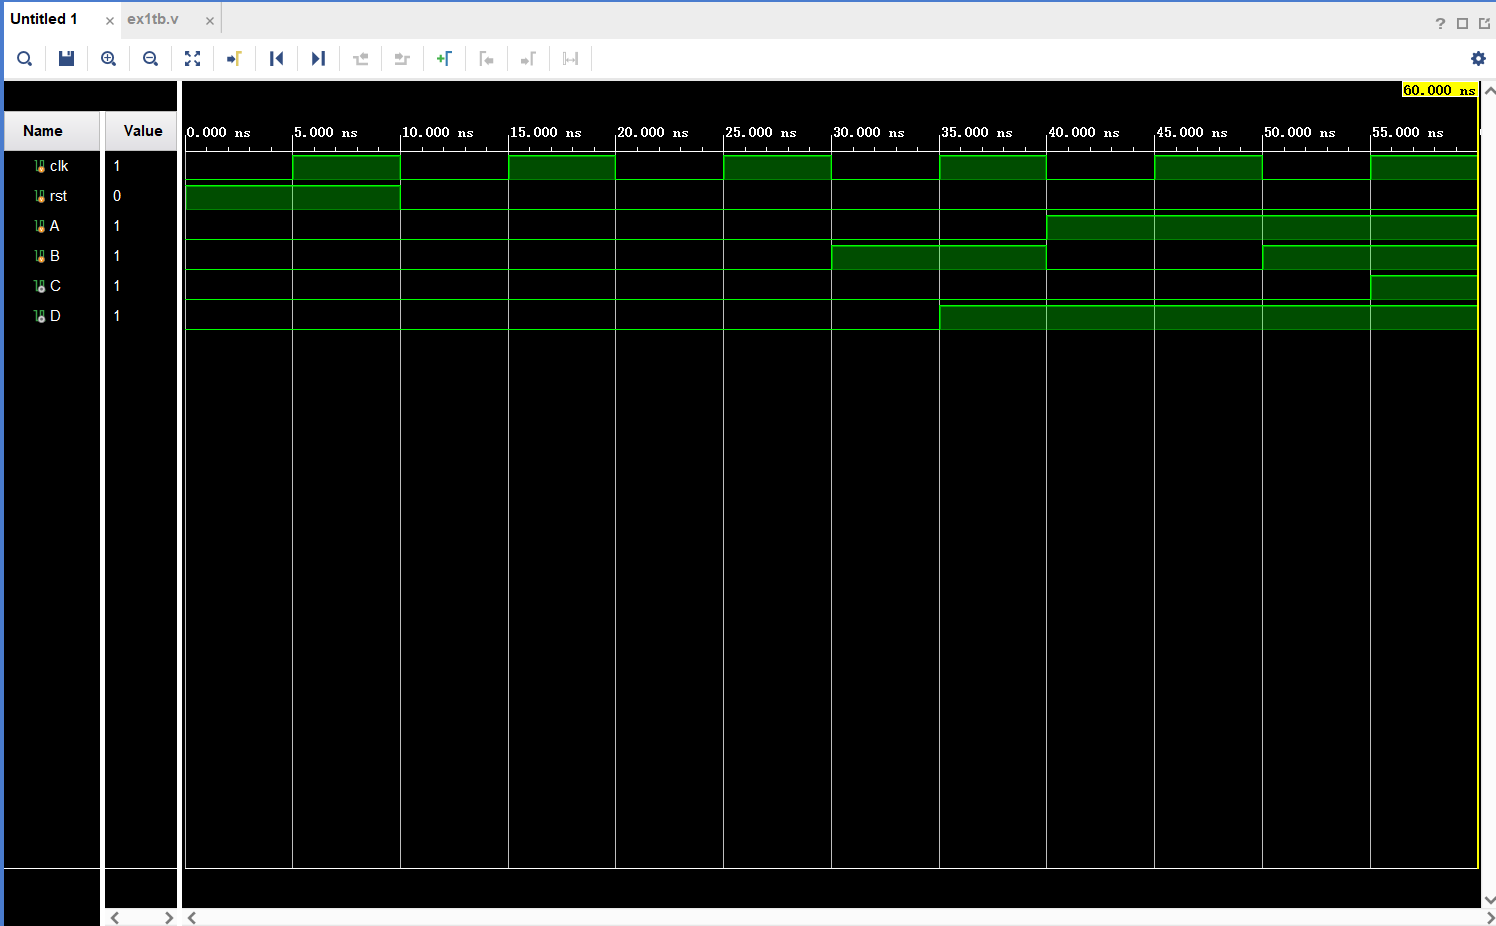 Untitled 1 × ex1tb.v ×
?
60.000 ns
Name Value 0.000 ns 5.000 ns 10.000 ns 15.000 ns 20.000 ns 25.000 ns 30.000 ns 35.000 ns 40.000 ns 45.000 ns 50.000 ns 55.000 ns
clk 1
rst 0
A 1
B 1
C 1
D 1